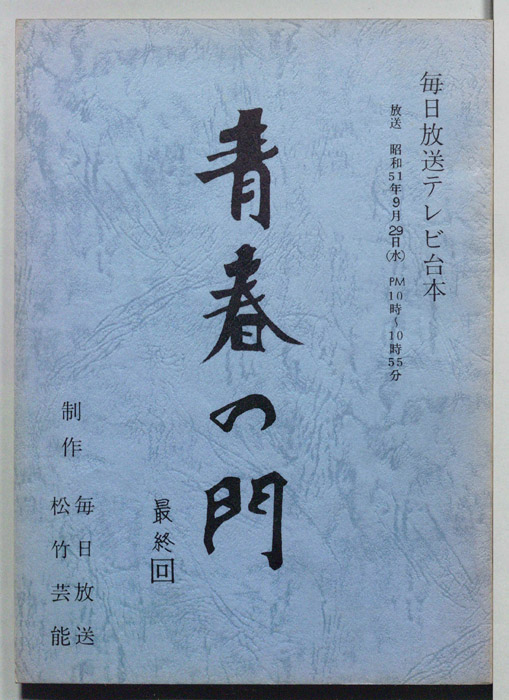 毎日放送テレビ台本
放送 昭和51年9月29日(水) PM10時~10時55分
青春の門
最終回
制作 毎日放送
松竹芸能